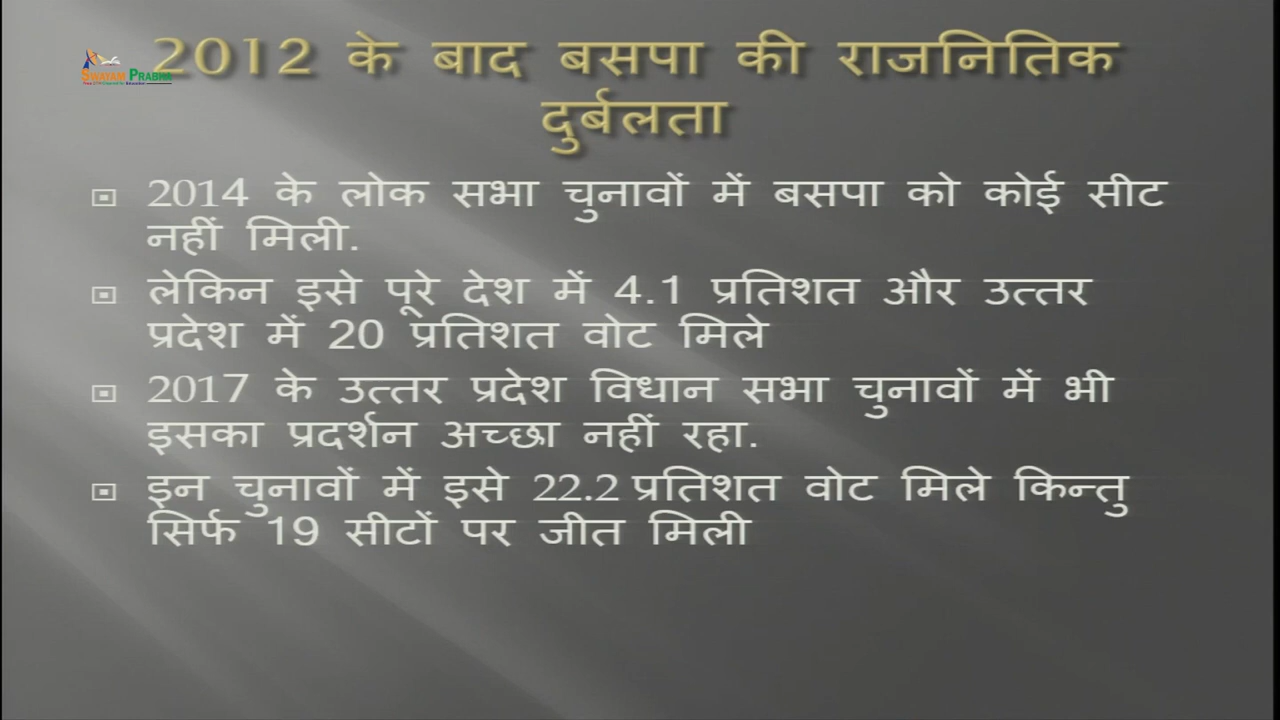 SWAYAM PRABHA
2012 के बाद बसपा की राजनितिक
दुर्बलता
2014 के लोक सभा चुनावों में बसपा को कोई सीट
नहीं मिली.
लेकिन इसे पूरे देश में 4.1 प्रतिशत और उत्तर
प्रदेश में 20 प्रतिशत वोट मिले
2017 के उत्तर प्रदेश विधान सभा चुनावों में भी
इसका प्रदर्शन अच्छा नहीं रहा.
इन चुनावों में इसे 22.2 प्रतिशत वोट मिले किन्तु
सिर्फ 19 सीटों पर जीत मिली